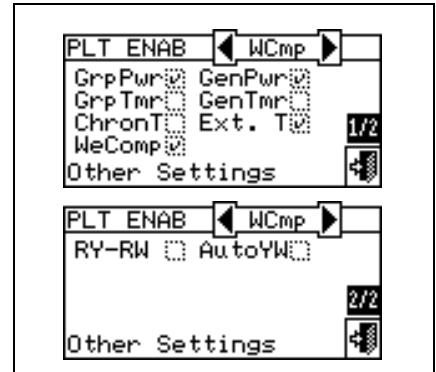 PLT ENAB WCmp
GrpPwr GenPwr
GrpTmr GenTmr
ChronT Ext. T
WeComp
1/2
Other Settings
PLT ENAB WCmp
RY-RW AutoYW
2/2
Other Settings